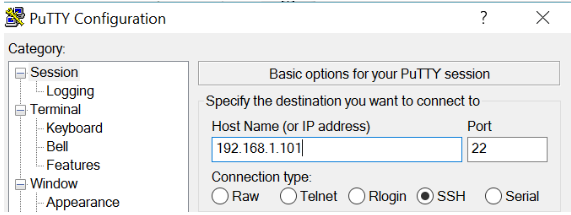 PuTTY Configuration
? 
Category:
Session
Logging
Terminal
Keyboard
Bell
Features
Window
Appearance
Basic options for your PuTTY session
Specify the destination you want to connect to
Host Name (or IP address) Port
192.168.1.101 22
Connection type:
Raw Telnet Rlogin SSH Serial